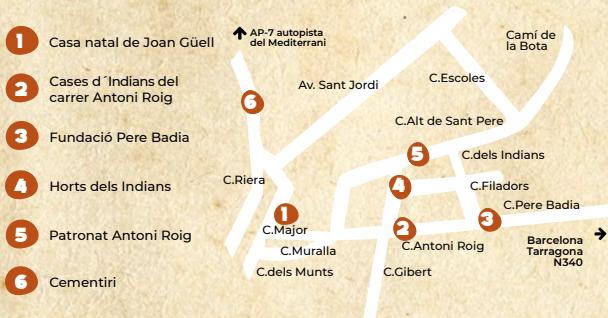 1 Casa natal de Joan Güell
2 Cases d´Indians del
carrer Antoni Roig
3 Fundació Pere Badia
4 Horts dels Indians
5 Patronat Antoni Roig
6 Cementiri
AP-7 autopista
del Mediterrani
Camí de
la Bota
Av. Sant Jordi
C.Escoles
6
C.Alt de Sant Pere
5
C.dels Indians
C.Riera
4
C.Filadors
C.Pere Badia
1
3
C.Major
2
C.Antoni Roig
C.Muralla
Barcelona
Tarragona
N340
C.dels Munts
C.Gibert